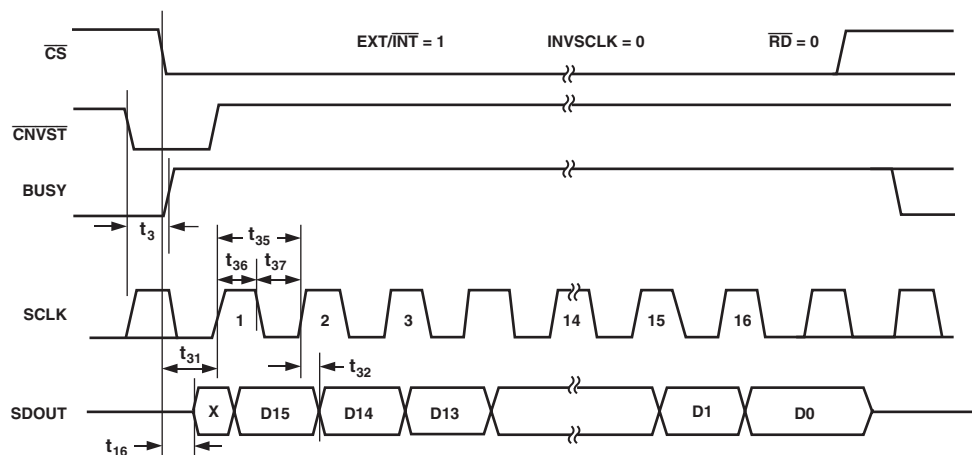 EXT/INT = 1 INVSCLK = 0 RD = 0
CS
CNVST
BUSY
t3
t35
t36 t37
SCLK 1 2 3 14 15 16
t31
t32
SDOUT X D15 D14 D13 D1 D0
t16